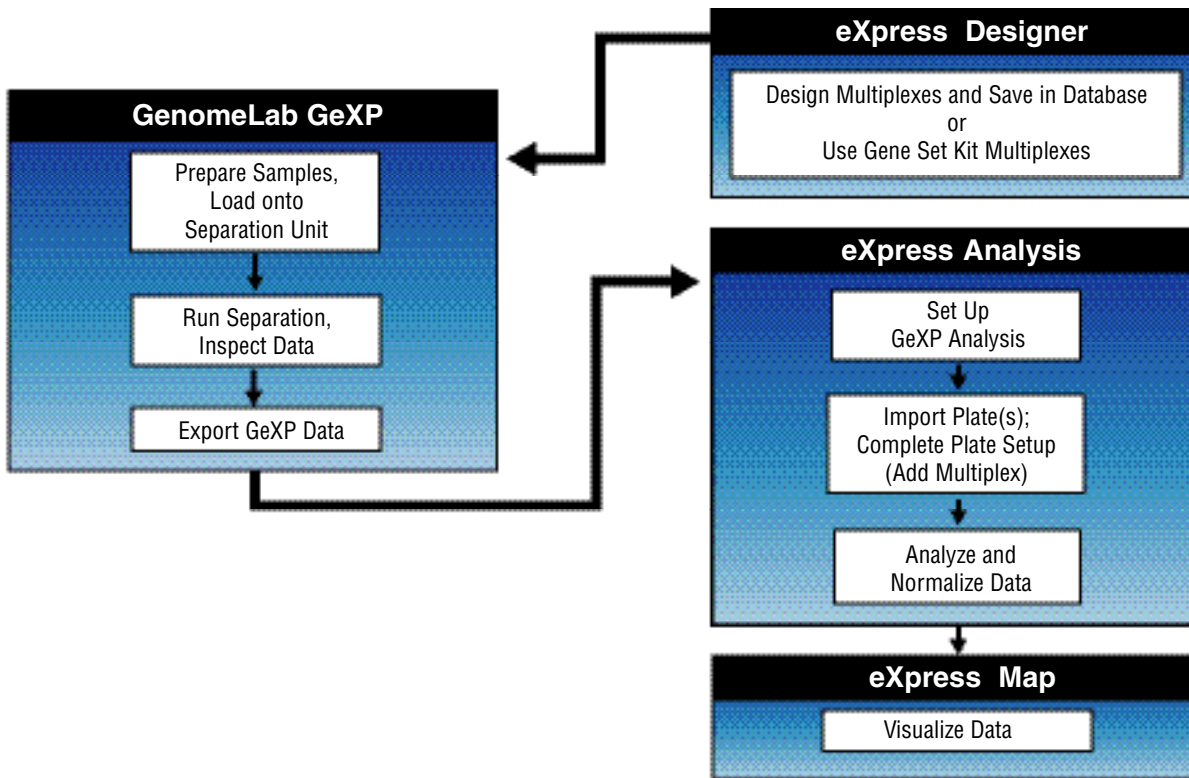 eXpress Designer
Design Multiplexes and Save in Database
or
Use Gene Set Kit Multiplexes
GenomeLab GeXP
Prepare Samples,
Load onto
Separation Unit
Run Separation,
Inspect Data
Export GeXP Data
eXpress Analysis
Set Up
GeXP Analysis
Import Plate(s);
Complete Plate Setup
(Add Multiplex)
Analyze and
Normalize Data
eXpress Map
Visualize Data